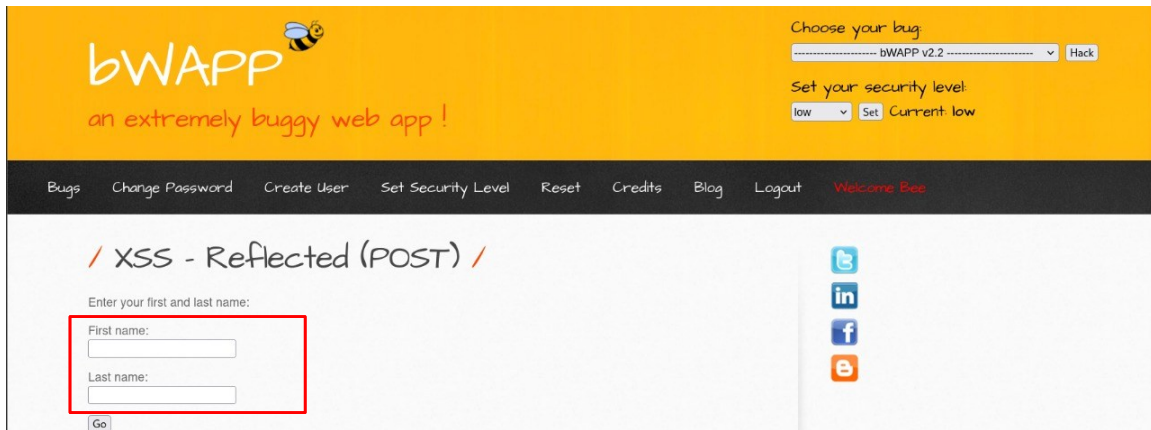 bWAPP
an extremely buggy web app !
Choose your bug:
---------------------- bWAPP v2.2 ----------------------- Hack
Set your security level:
low Set Current: low
Bugs Change Password Create User Set Security Level Reset Credits Blog Logout Welcome Bee
/ XSS - Reflected (POST) /
Enter your first and last name:
First name:
Last name:
Go